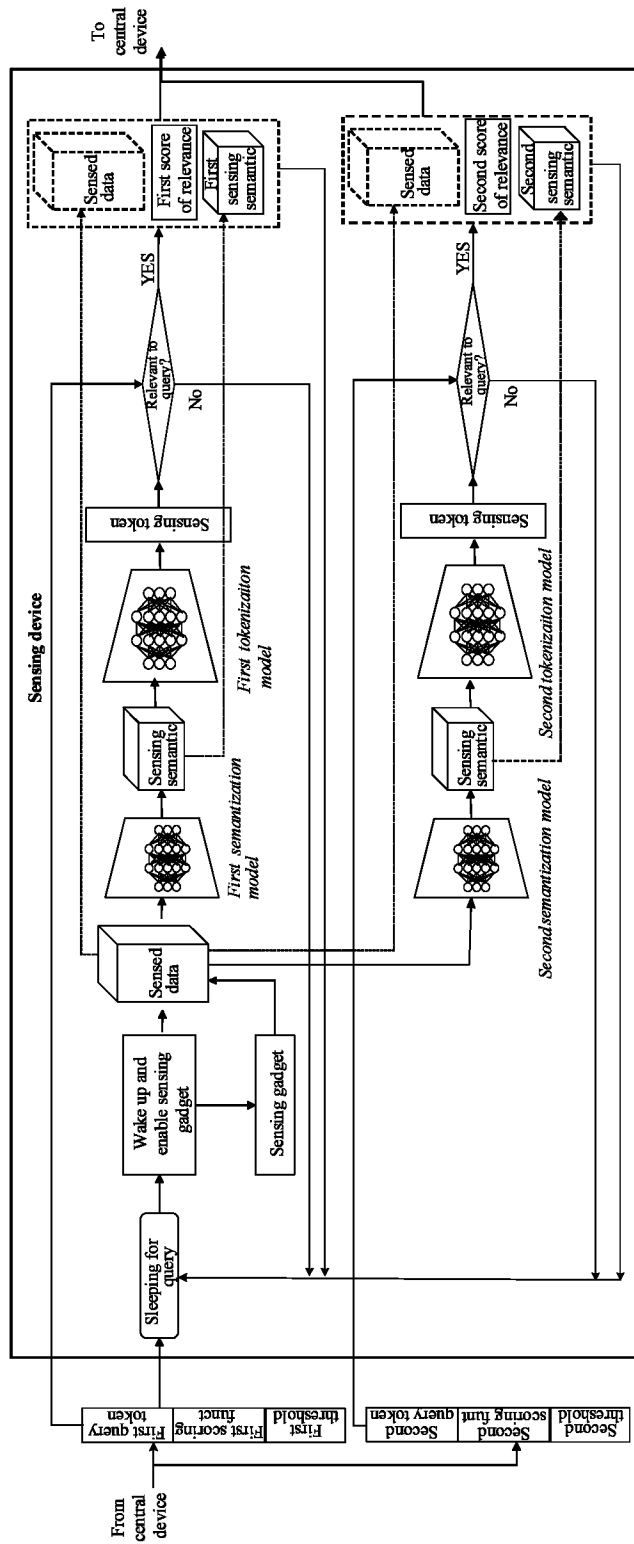 Sensing device
From
central
device
First query
token
First scoring
funct
First
threshold
Sleeping for
query
Wake up and
enable sensing
gadget
Sensing gadget
Sensed
data
First semantization
model
Sensing
semantic
First tokenizaiton
model
Sensing token
Relevant to
query?
YES
No
Sensed
data
First score
of relevance
First
sensing
semantic
To
central
device
Second
Second query token
Second
scoring funt
Second
threshold
Second semantization model
Sensing
semantic
Second tokenizaiton model
Sensing token
Relevant to
query?
YES
No
Sensed
data
Second score
of relevance
Second
sensing
semantic